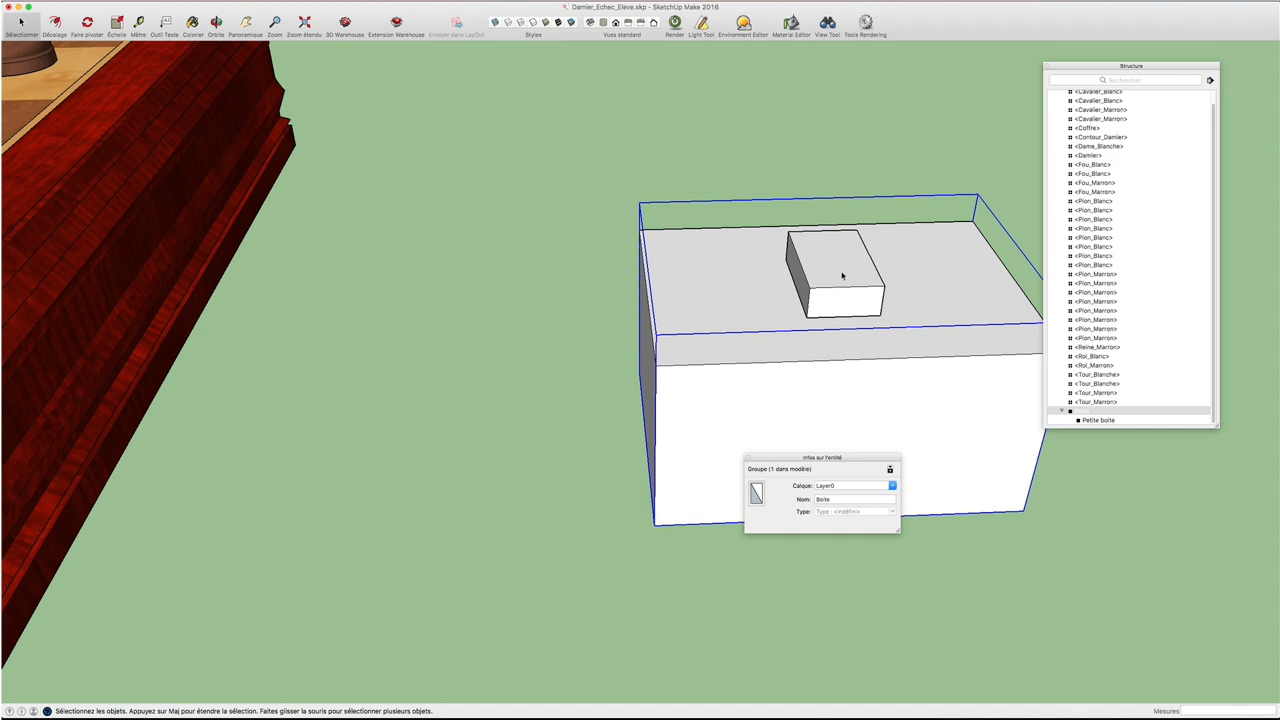 Damier_Echec_Eleve.skp - SketchUp Make 2016
Sélectionner Décalage Faire pivoter Échelle Mètre Outil Texte Colorier Orbite Panoramique Zoom Zoom étendu 3D Warehouse Extension Warehouse Envoyer dans LayOut Styles Vues standard Render Light Tool Environment Editor Material Editor View Tool Tools Rendering
Structure
Rechercher
<Cavalier_Blanc>
<Cavalier_Blanc>
<Cavalier_Marron>
<Cavalier_Marron>
<Coffre>
<Contour_Damier>
<Dame_Blanche>
<Damier>
<Fou_Blanc>
<Fou_Blanc>
<Fou_Marron>
<Fou_Marron>
<Pion_Blanc>
<Pion_Blanc>
<Pion_Blanc>
<Pion_Blanc>
<Pion_Blanc>
<Pion_Blanc>
<Pion_Blanc>
<Pion_Blanc>
<Pion_Marron>
<Pion_Marron>
<Pion_Marron>
<Pion_Marron>
<Pion_Marron>
<Pion_Marron>
<Pion_Marron>
<Pion_Marron>
<Reine_Marron>
<Roi_Blanc>
<Roi_Marron>
<Tour_Blanche>
<Tour_Blanche>
<Tour_Marron>
<Tour_Marron>
Petite boite
Infos sur l'entité
Groupe (1 dans modèle)
Calque: Layer0
Nom: Boite
Type: Type : <indéfini>
Sélectionnez les objets. Appuyez sur Maj pour étendre la sélection. Faites glisser la souris pour sélectionner plusieurs objets.
Mesures